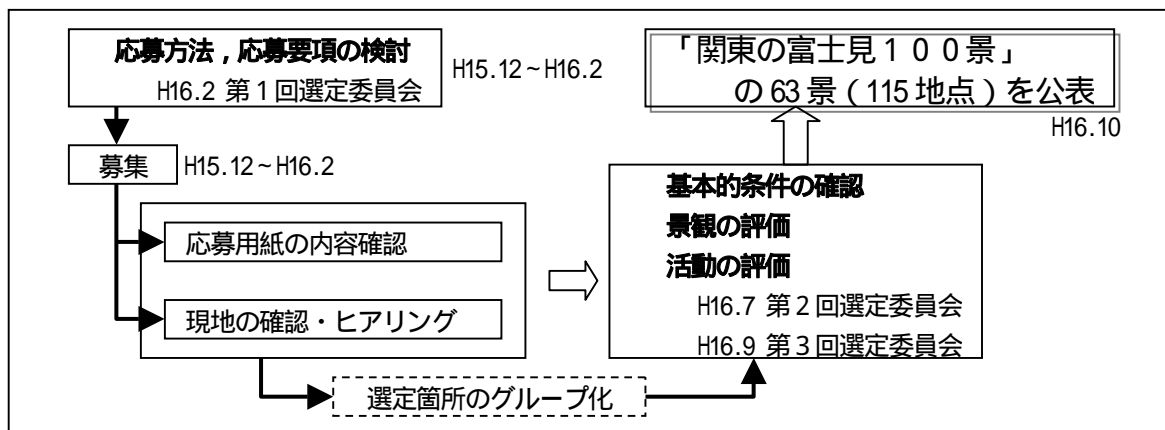 応募方法，応募要項の検討
H16.2 第１回選定委員会
H15.12～H16.2
募集
H15.12～H16.2
応募用紙の内容確認
現地の確認・ヒアリング
選定箇所のグループ化
基本的条件の確認
景観の評価
活動の評価
H16.7 第２回選定委員会
H16.9 第３回選定委員会
「関東の富士見１００景」
の 63 景（115 地点）を公表
H16.10